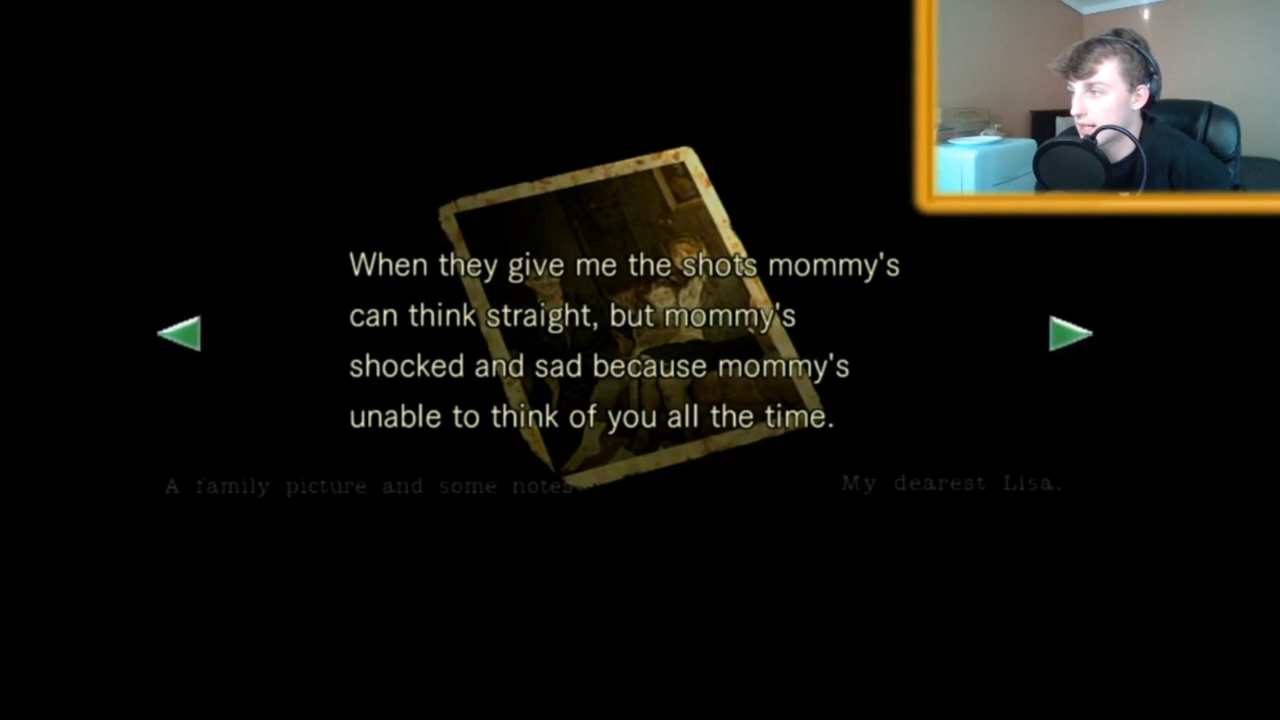 When they give me the shots mommy's
can think straight, but mommy's
shocked and sad because mommy's
unable to think of you all the time.
A family picture and some notes
My dearest Lisa.